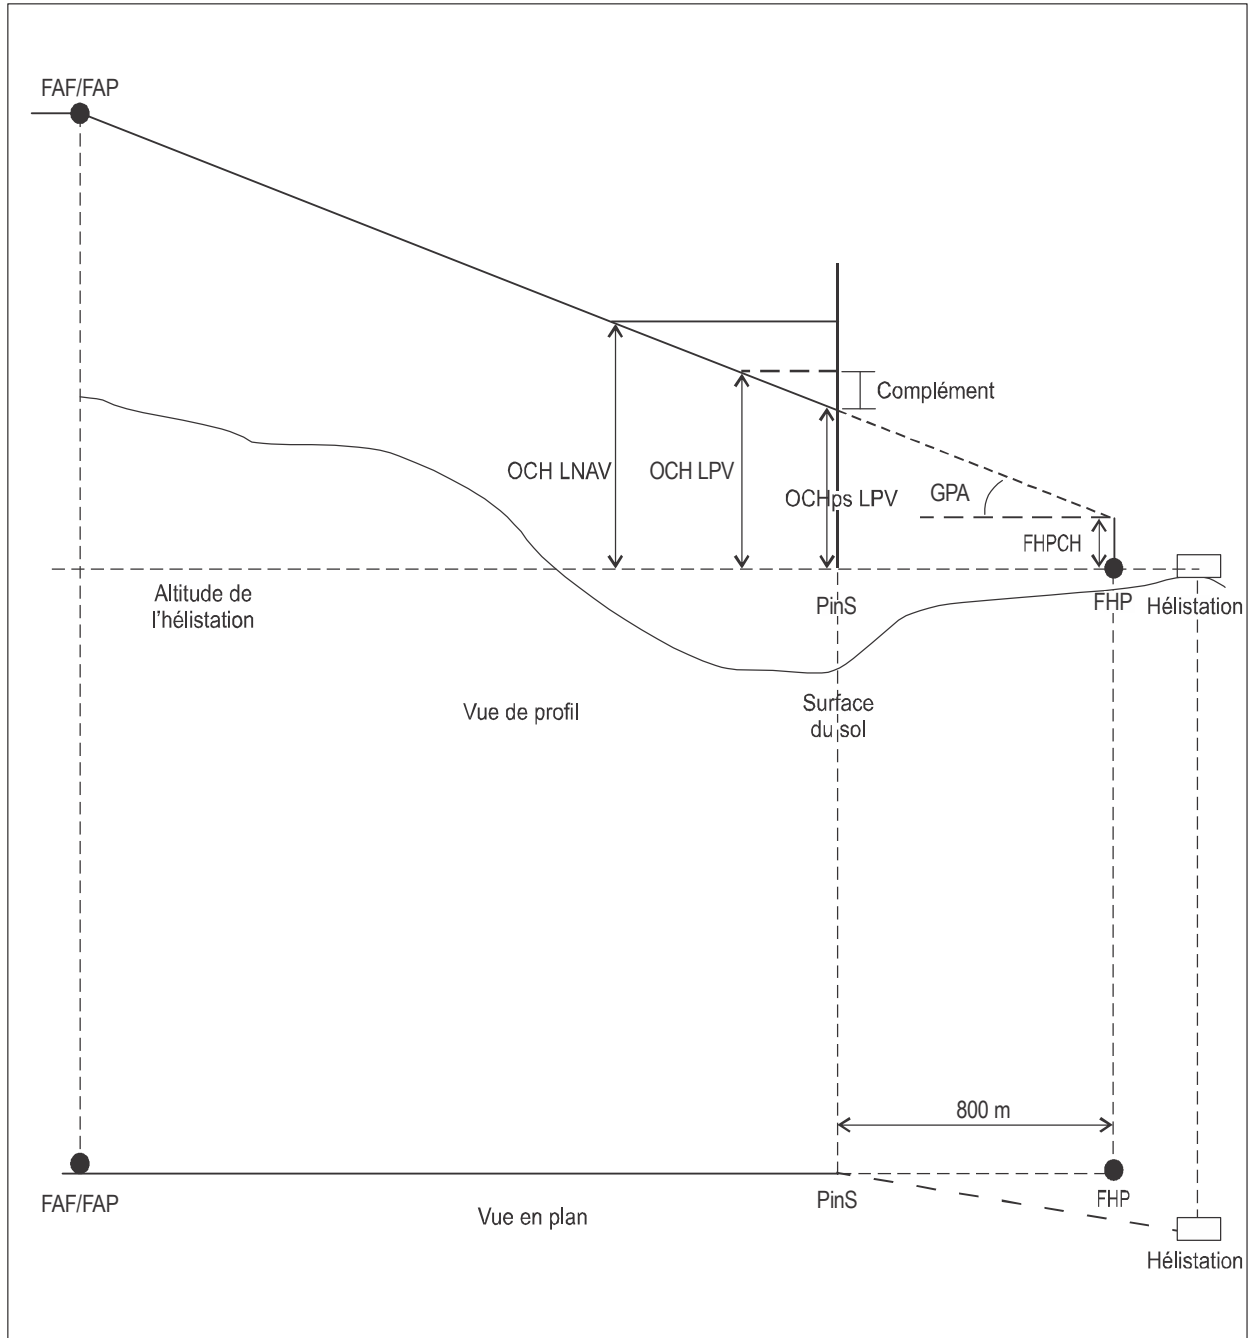 FAF/FAP
Complément
OCH LNAV
OCH LPV
OCHps LPV
GPA
FHPCH
Altitude de
l'hélistation
PinS
FHP
Hélistation
Vue de profil
Surface
du sol
800 m
FAF/FAP
Vue en plan
PinS
FHP
Hélistation